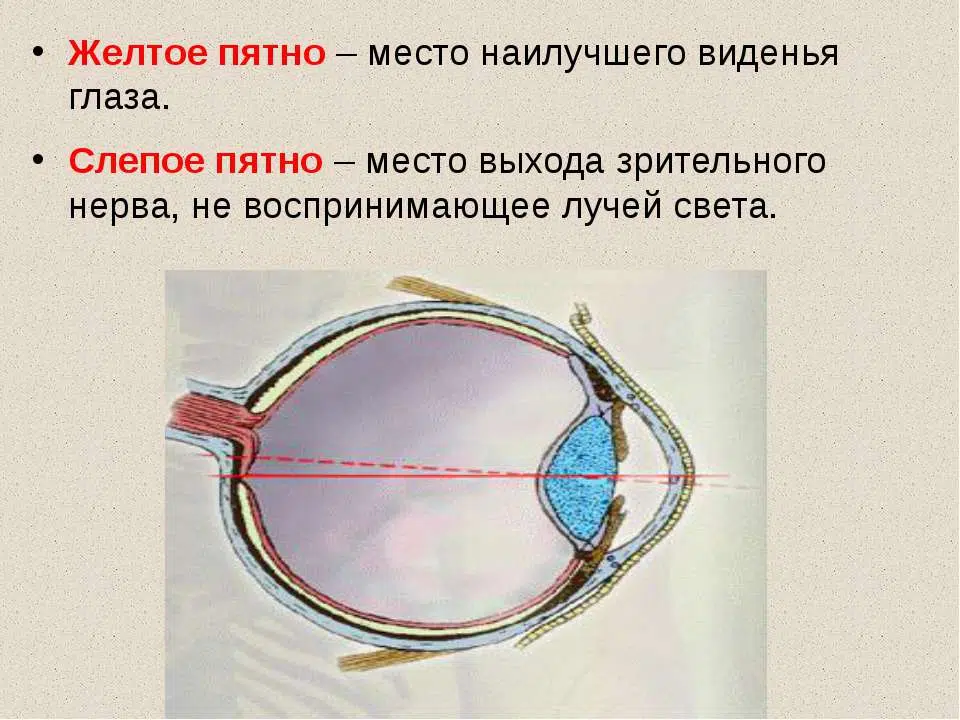 • Желтое пятно – место наилучшего виденья
глаза.
• Слепое пятно – место выхода зрительного
нерва, не воспринимающее лучей света.